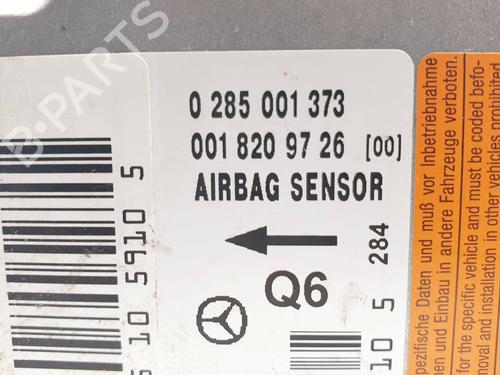 B-PARTS
0 285 001 373
001 820 97 26 [00]
AIRBAG SENSOR
Q6
284
10 5
10 5910 5
pezifische Daten und muß vor Inbetriebnahme
en und Einbau in andere Fahrzeuge verboten.
for the specific vehicle and must be coded befo-
moval and installation in other vehicles prohibited